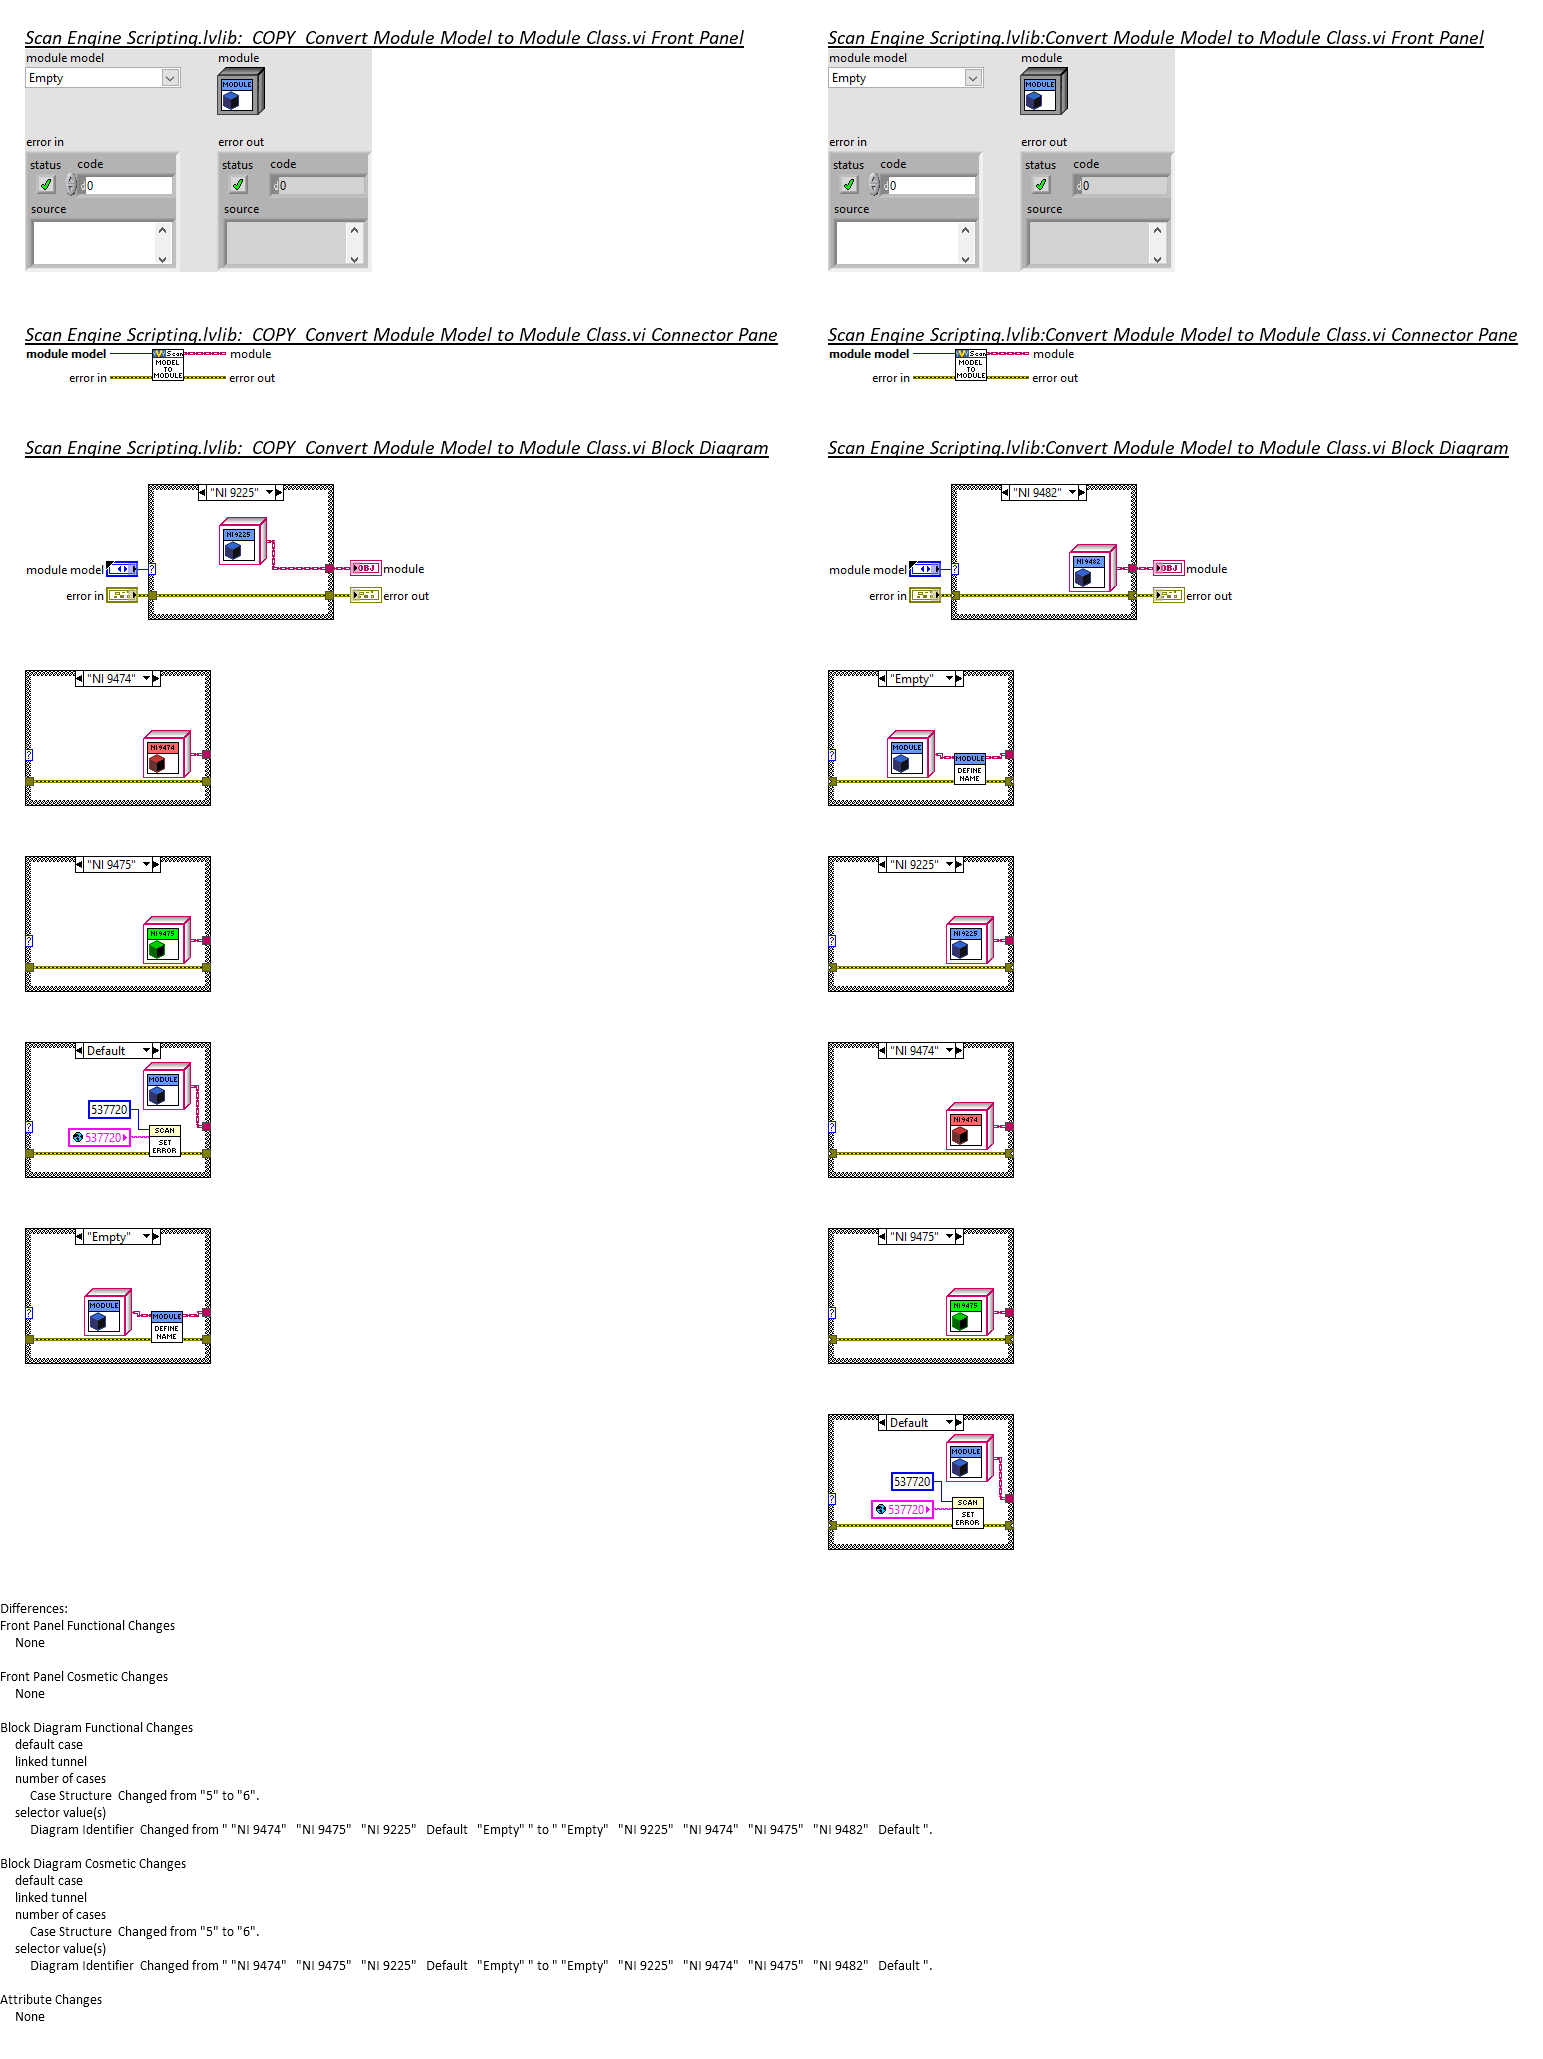 Scan Engine Scripting.lvlib:  COPY  Convert Module Model to Module Class.vi Front Panel
module model
module
Empty
MODULE
error in
error out
status
code
status
code
d
0
d
0
source
source
Scan Engine Scripting.lvlib:  COPY  Convert Module Model to Module Class.vi Connector Pane
module model
Scan
MODEL
TO
MODULE
module
error in
error out
Scan Engine Scripting.lvlib:  COPY  Convert Module Model to Module Class.vi Block Diagram
"NI 9225"
NI 9225
module model
?
OBJ
module
error in
error out
"NI 9474"
NI 9474
?
"NI 9475"
NI 9475
?
Default
MODULE
537720
537720
?
SCAN
SET
ERROR
"Empty"
MODULE
?
MODULE
DEFINE
NAME
Scan Engine Scripting.lvlib:Convert Module Model to Module Class.vi Front Panel
module model
module
Empty
MODULE
error in
error out
status
code
status
code
d
0
d
0
source
source
Scan Engine Scripting.lvlib:Convert Module Model to Module Class.vi Connector Pane
module model
Scan
MODEL
TO
MODULE
module
error in
error out
Scan Engine Scripting.lvlib:Convert Module Model to Module Class.vi Block Diagram
"NI 9482"
NI 9482
module model
?
OBJ
module
error in
error out
"Empty"
MODULE
?
MODULE
DEFINE
NAME
"NI 9225"
NI 9225
?
"NI 9474"
NI 9474
?
"NI 9475"
NI 9475
?
Default
MODULE
537720
537720
?
SCAN
SET
ERROR
Differences:
Front Panel Functional Changes
None
Front Panel Cosmetic Changes
None
Block Diagram Functional Changes
default case
linked tunnel
number of cases
Case Structure  Changed from "5" to "6".
selector value(s)
Diagram Identifier  Changed from " "NI 9474"   "NI 9475"   "NI 9225"   Default   "Empty" " to " "Empty"   "NI 9225"   "NI 9474"   "NI 9475"   "NI 9482"   Default ".
Block Diagram Cosmetic Changes
default case
linked tunnel
number of cases
Case Structure  Changed from "5" to "6".
selector value(s)
Diagram Identifier  Changed from " "NI 9474"   "NI 9475"   "NI 9225"   Default   "Empty" " to " "Empty"   "NI 9225"   "NI 9474"   "NI 9475"   "NI 9482"   Default ".
Attribute Changes
None